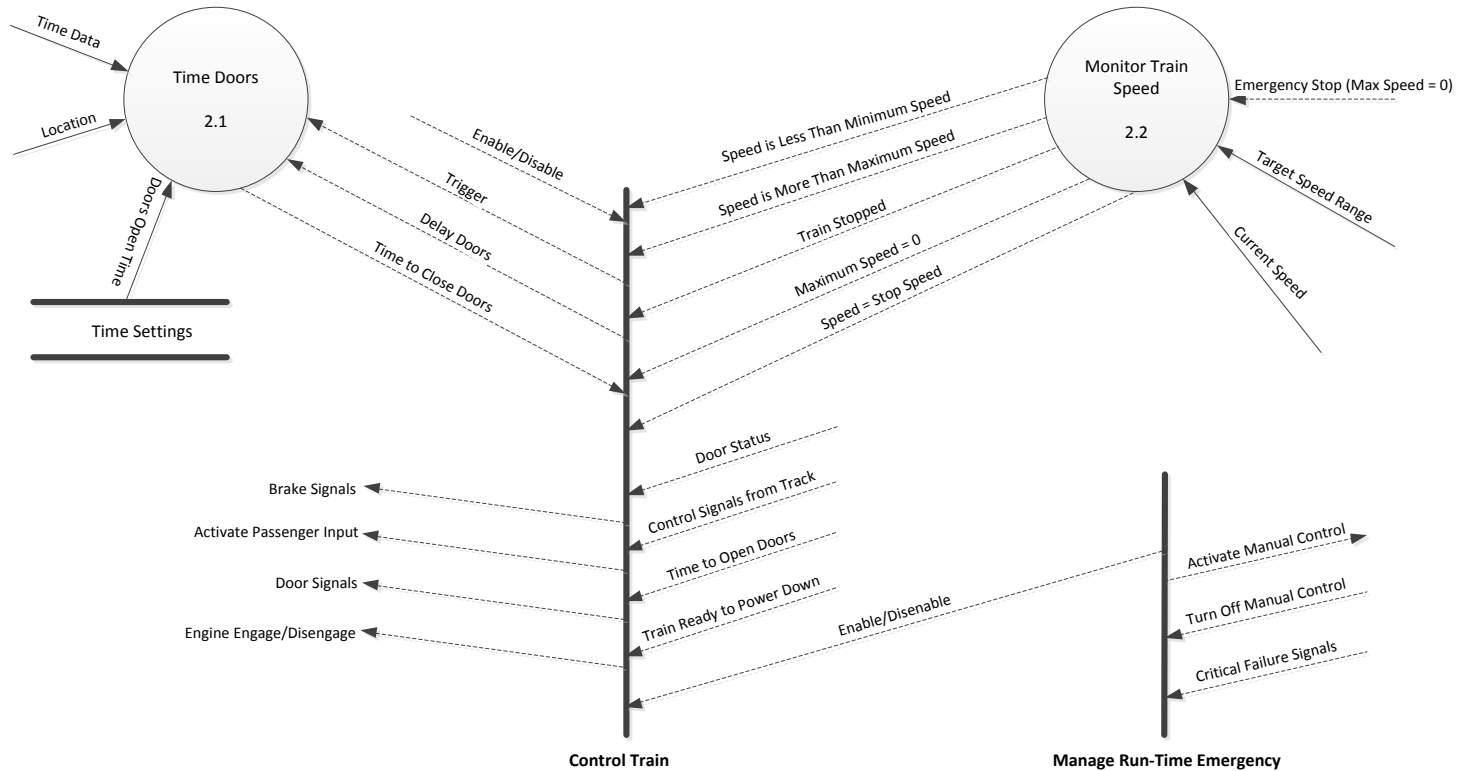 Time Data
Time Doors
2.1
Location
Doors Open Time
Time Settings
Enable/Disable
Trigger
Delay Doors
Time to Close Doors
Monitor Train
Speed
2.2
Emergency Stop (Max Speed = 0)
Target Speed Range
Current Speed
Speed is Less Than Minimum Speed
Speed is More Than Maximum Speed
Train Stopped
Maximum Speed = 0
Speed = Stop Speed
Door Status
Control Signals from Track
Time to Open Doors
Train Ready to Power Down
Brake Signals
Activate Passenger Input
Door Signals
Engine Engage/Disengage
Enable/Disenable
Activate Manual Control
Turn Off Manual Control
Critical Failure Signals
Control Train
Manage Run-Time Emergency